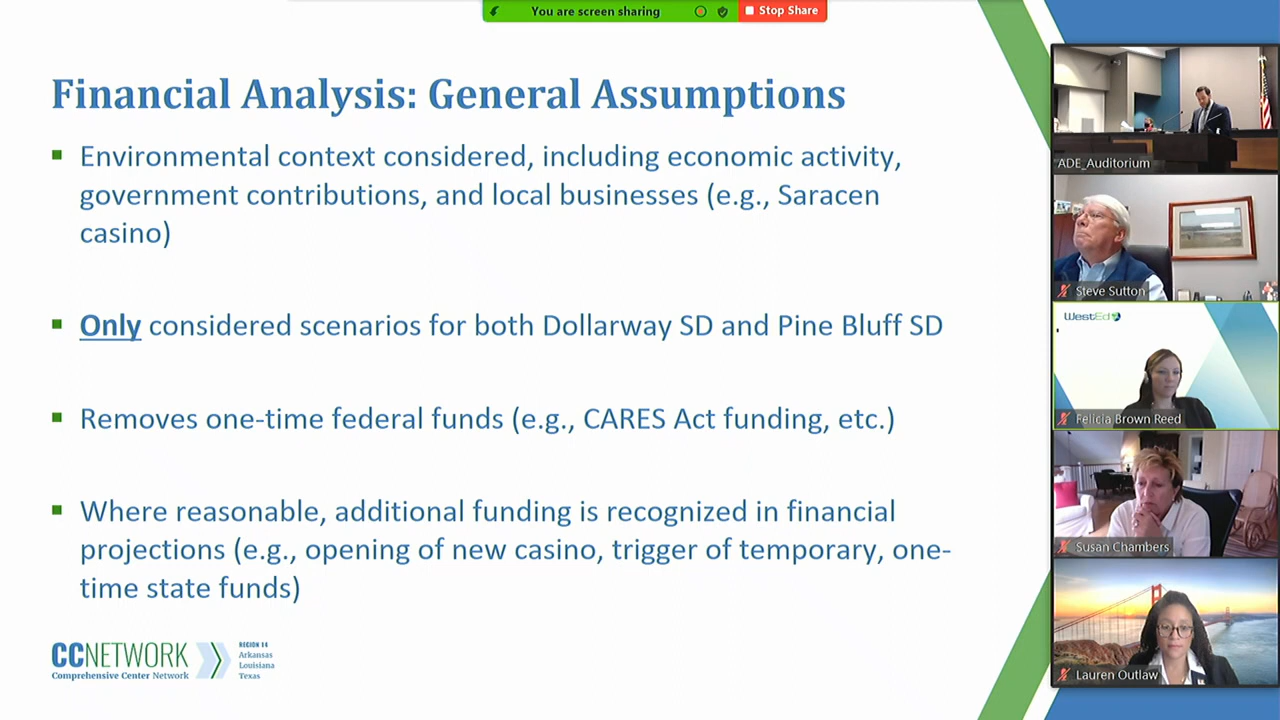 You are screen sharing
Stop Share
Financial Analysis: General Assumptions
Environmental context considered, including economic activity,
government contributions, and local businesses (e.g., Saracen
casino)
Only considered scenarios for both Dollarway SD and Pine Bluff SD
Removes one-time federal funds (e.g., CARES Act funding, etc.)
Where reasonable, additional funding is recognized in financial
projections (e.g., opening of new casino, trigger of temporary, one-
time state funds)
CCNETWORK
Comprehensive Center Network
REGION 14
Arkansas
Louisiana
Texas
ADE_Auditorium
Steve Sutton
WestEd
Felicia Brown Reed
Susan Chambers
Lauren Outlaw